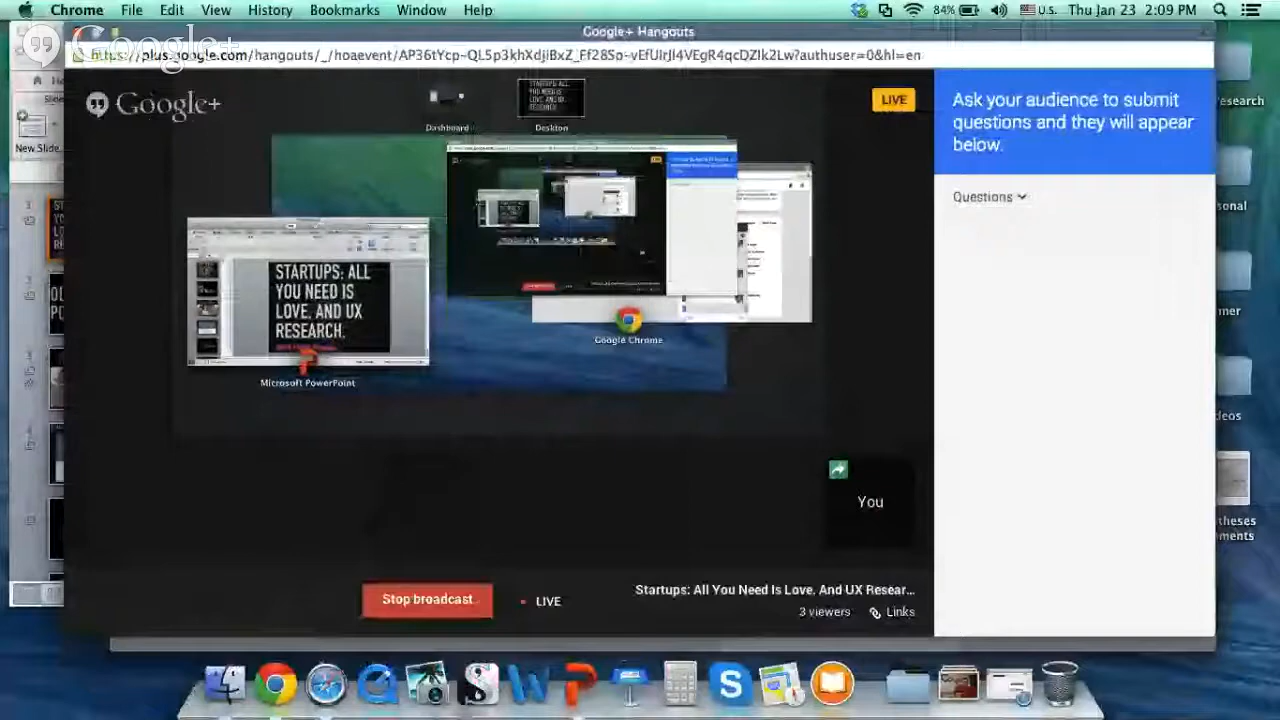 Chrome File Edit View History Bookmarks Window Help
84% U.S. Thu Jan 23 2:09 PM
Google+
Google+ Hangouts
Google+
Dashboard
Desktop
LIVE
Ask your audience to submit
questions and they will appear
below.
Questions
New Slide
STARTUPS: ALL
YOU NEED IS
LOVE, AND UX
RESEARCH.
Microsoft PowerPoint
Google Chrome
You
Stop broadcast
LIVE
Startups: All You Need Is Love, And UX Resear...
3 viewers
Links